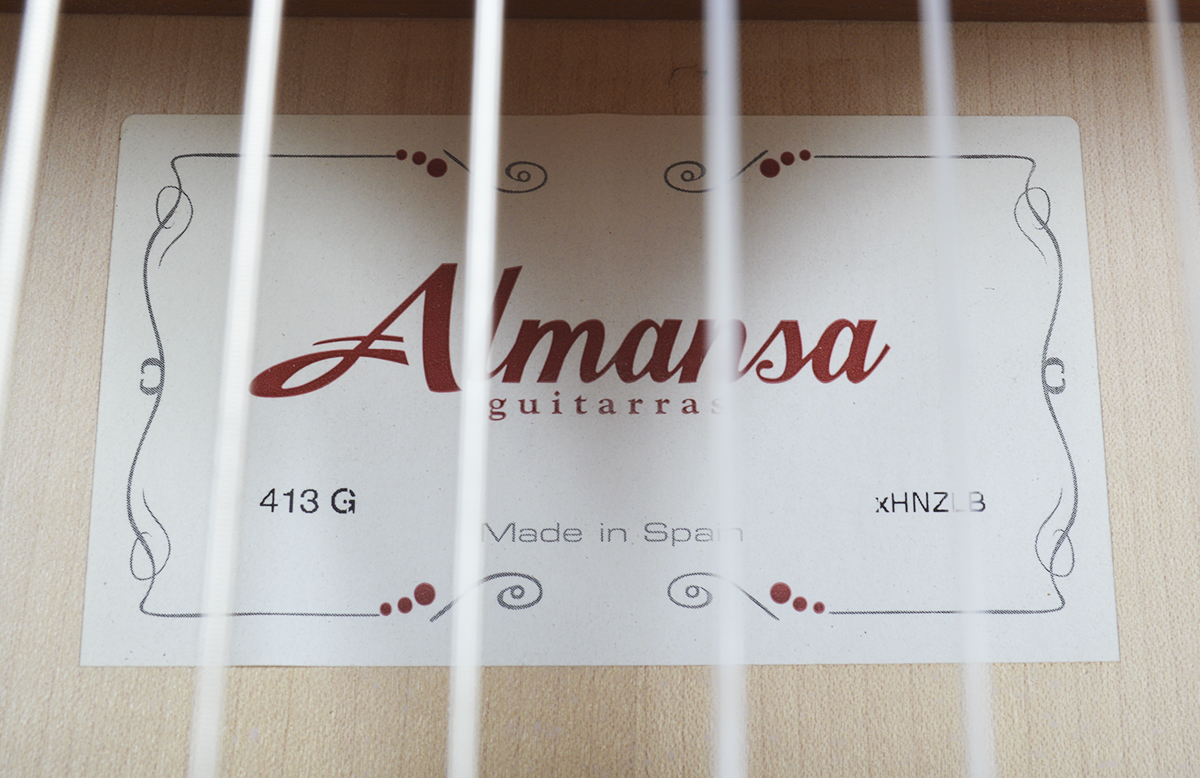 Almansa
guitarras
413 G xHNZLB
Made in Spain